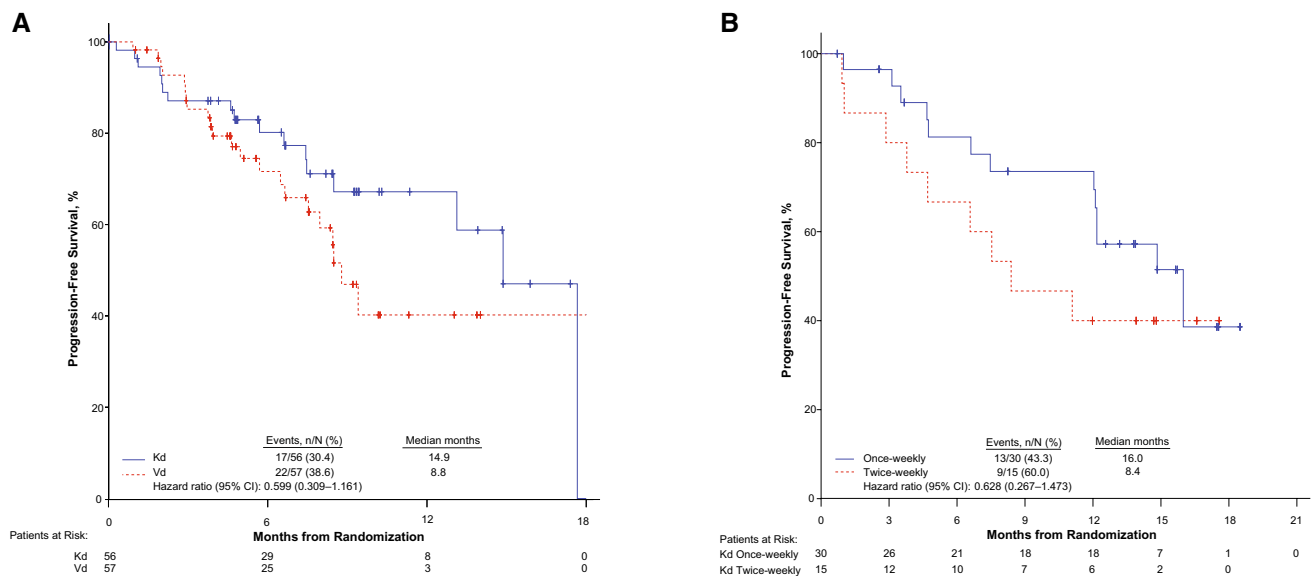 A
Progression-Free Survival, %
100
80
60
40
20
0
Events, n/N (%) Median months
Kd 17/56 (30.4) 14.9
Vd 22/57 (38.6) 8.8
Hazard ratio (95% CI): 0.599 (0.309–1.161)
0 6 12 18
Months from Randomization
Patients at Risk:
Kd 56 29 8 0
Vd 57 25 3 0
B
Progression-Free Survival, %
100
80
60
40
20
0
Events, n/N (%) Median months
Once-weekly 13/30 (43.3) 16.0
Twice-weekly 9/15 (60.0) 8.4
Hazard ratio (95% CI): 0.628 (0.267–1.473)
0 3 6 9 12 15 18 21
Months from Randomization
Patients at Risk:
Kd Once-weekly 30 26 21 18 18 7 1 0
Kd Twice-weekly 15 12 10 7 6 2 0